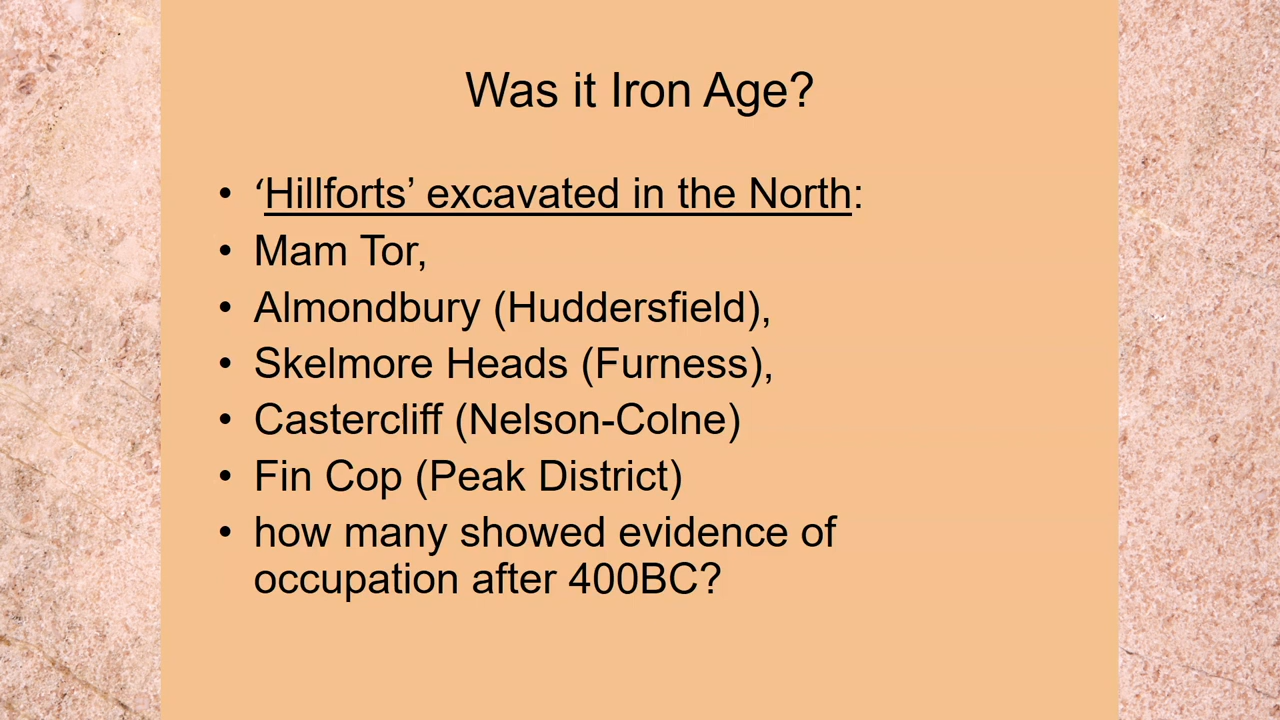 Was it Iron Age?
• ‘Hillforts’ excavated in the North:
• Mam Tor,
• Almondbury (Huddersfield),
• Skelmore Heads (Furness),
• Castercliff (Nelson-Colne)
• Fin Cop (Peak District)
• how many showed evidence of
occupation after 400BC?